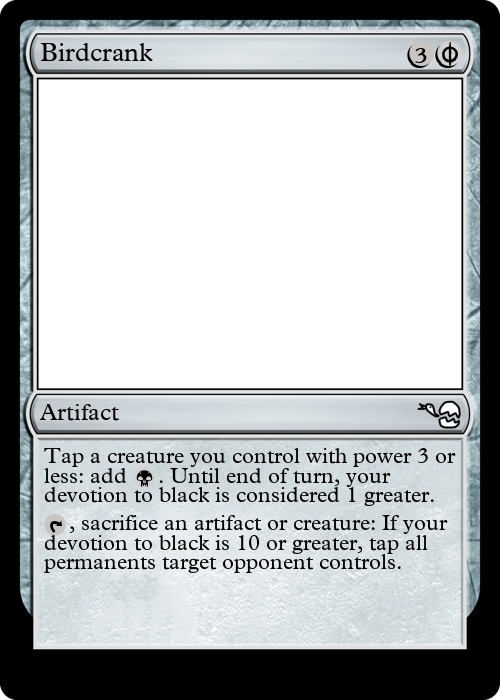 Birdcrank
3
Artifact
Tap a creature you control with power 3 or
less: add . Until end of turn, your
devotion to black is considered 1 greater.
, sacrifice an artifact or creature: If your
devotion to black is 10 or greater, tap all
permanents target opponent controls.